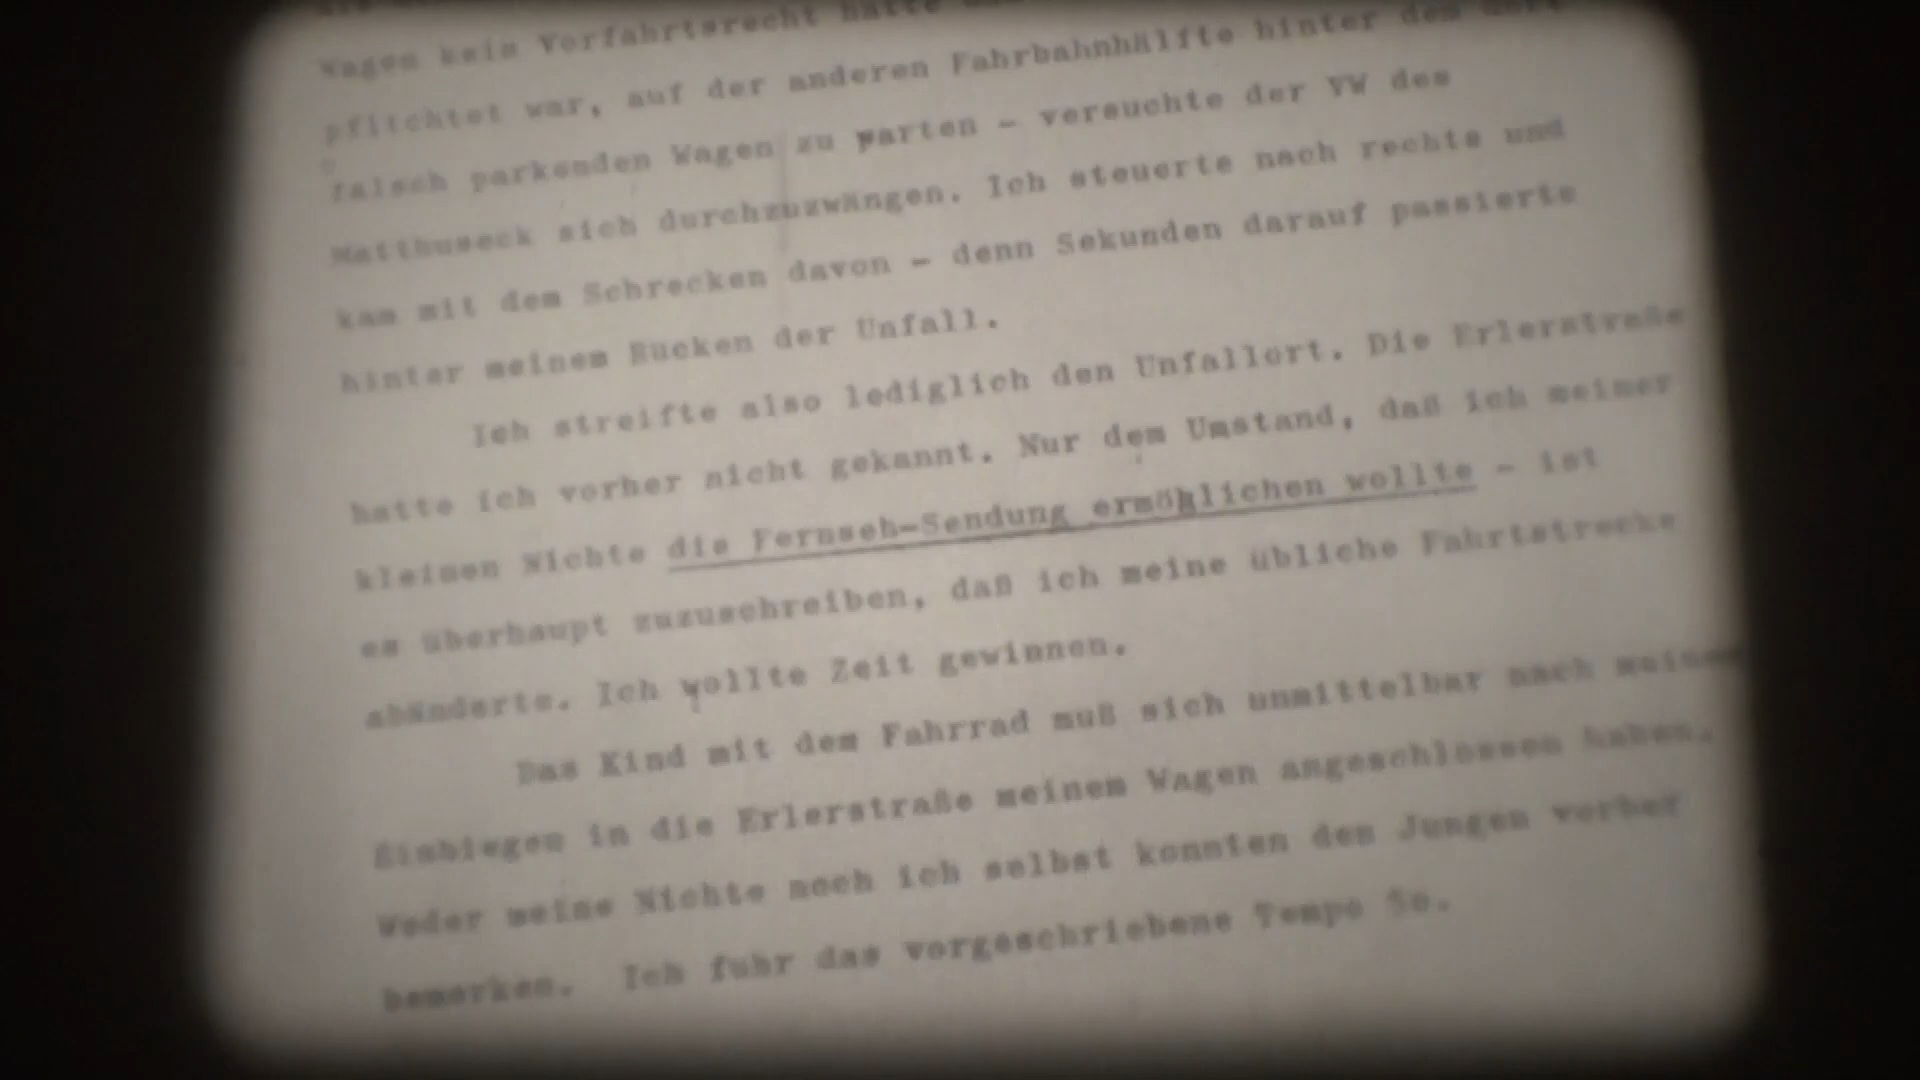 Wagen kein Vorfahrtsrecht hatte
pflichtet war, auf der anderen Fahrbahnhälfte hinter dem dort
falsch parkenden Wagen zu warten - versuchte der VW des
Matthuseck sich durchzuzwängen. Ich steuerte nach rechts und
kam mit dem Schrecken davon - denn Sekunden darauf passierte
hinter meinem Rücken der Unfall.
Ich streifte also lediglich den Unfallort. Die Erlerstraße
hatte ich vorher nicht gekannt. Nur dem Umstand, daß ich meiner
kleinen Nichte die Fernseh-Sendung ermöglichen wollte - ist
es überhaupt zuzuschreiben, daß ich meine übliche Fahrtstrecke
abänderte. Ich wollte Zeit gewinnen.
Das Kind mit dem Fahrrad muß sich unmittelbar nach meinem
Einbiegen in die Erlerstraße meinem Wagen angeschlossen haben.
Weder meine Nichte noch ich selbst konnten den Jungen vorher
bemerken. Ich fuhr das vorgeschriebene Tempo 5o.